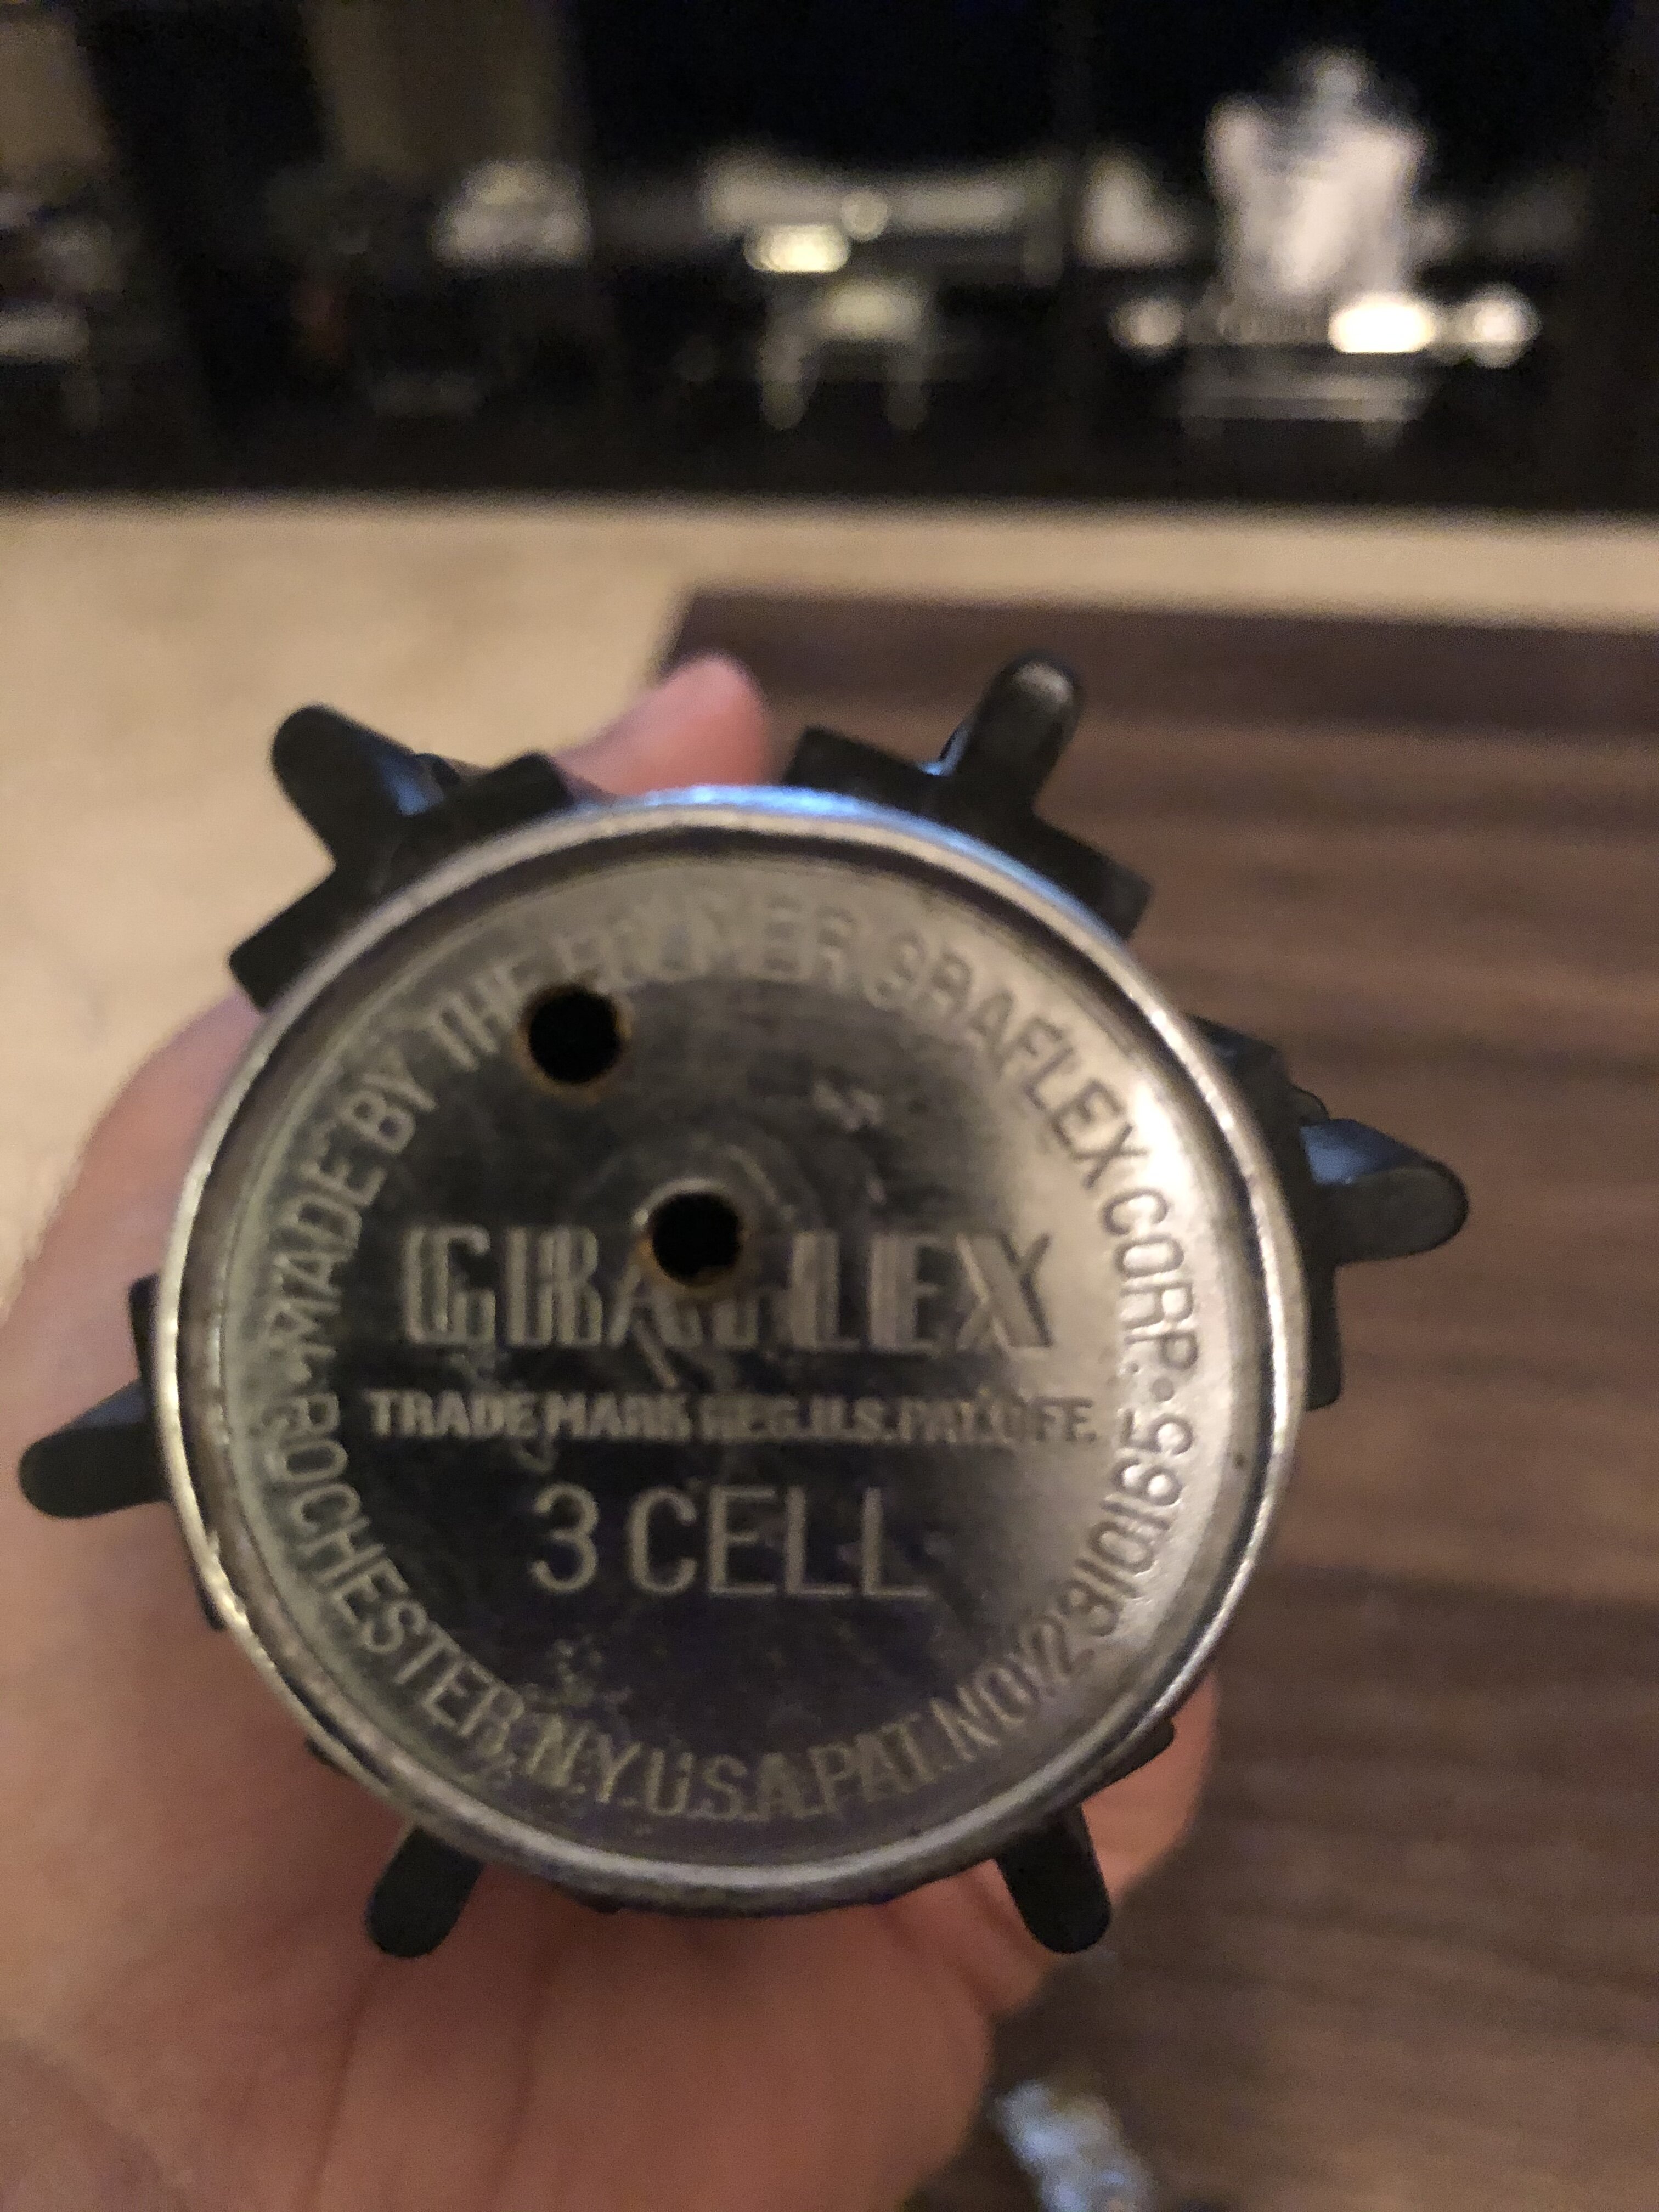 MADE BY THE FOLMER GRAFLEX CORP. •
ROCHESTER, N.Y. U.S.A. PAT. NO. 2310165
GRAFLEX
TRADE MARK REG. U.S. PAT. OFF.
3 CELL